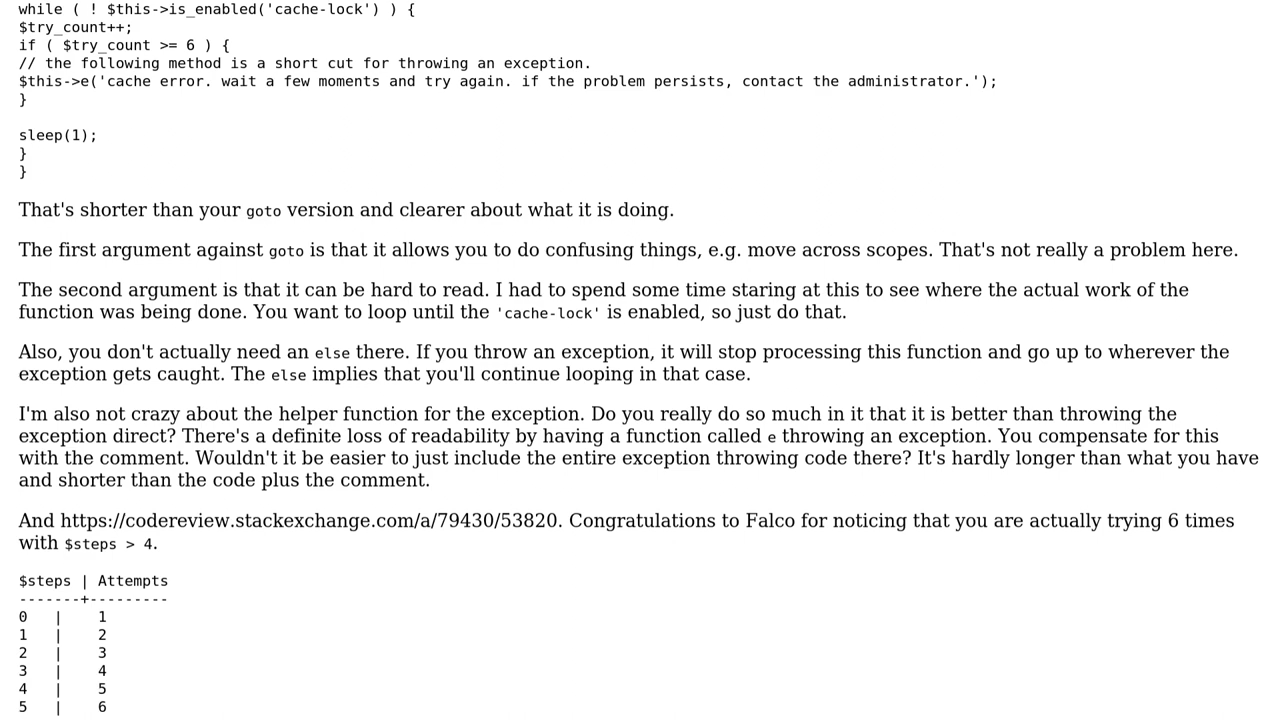 while ( ! $this->is_enabled('cache-lock') ) {
$try_count++;
if ( $try_count >= 6 ) {
// the following method is a short cut for throwing an exception.
$this->e('cache error. wait a few moments and try again. if the problem persists, contact the administrator.');
}
sleep(1);
}
}
That's shorter than your goto version and clearer about what it is doing.
The first argument against goto is that it allows you to do confusing things, e.g. move across scopes. That's not really a problem here.
The second argument is that it can be hard to read. I had to spend some time staring at this to see where the actual work of the
function was being done. You want to loop until the 'cache-lock' is enabled, so just do that.
Also, you don't actually need an else there. If you throw an exception, it will stop processing this function and go up to wherever the
exception gets caught. The else implies that you'll continue looping in that case.
I'm also not crazy about the helper function for the exception. Do you really do so much in it that it is better than throwing the
exception direct? There's a definite loss of readability by having a function called e throwing an exception. You compensate for this
with the comment. Wouldn't it be easier to just include the entire exception throwing code there? It's hardly longer than what you have
and shorter than the code plus the comment.
And https://codereview.stackexchange.com/a/79430/53820. Congratulations to Falco for noticing that you are actually trying 6 times
with $steps > 4.
$steps | Attempts
-------+---------
0 | 1
1 | 2
2 | 3
3 | 4
4 | 5
5 | 6